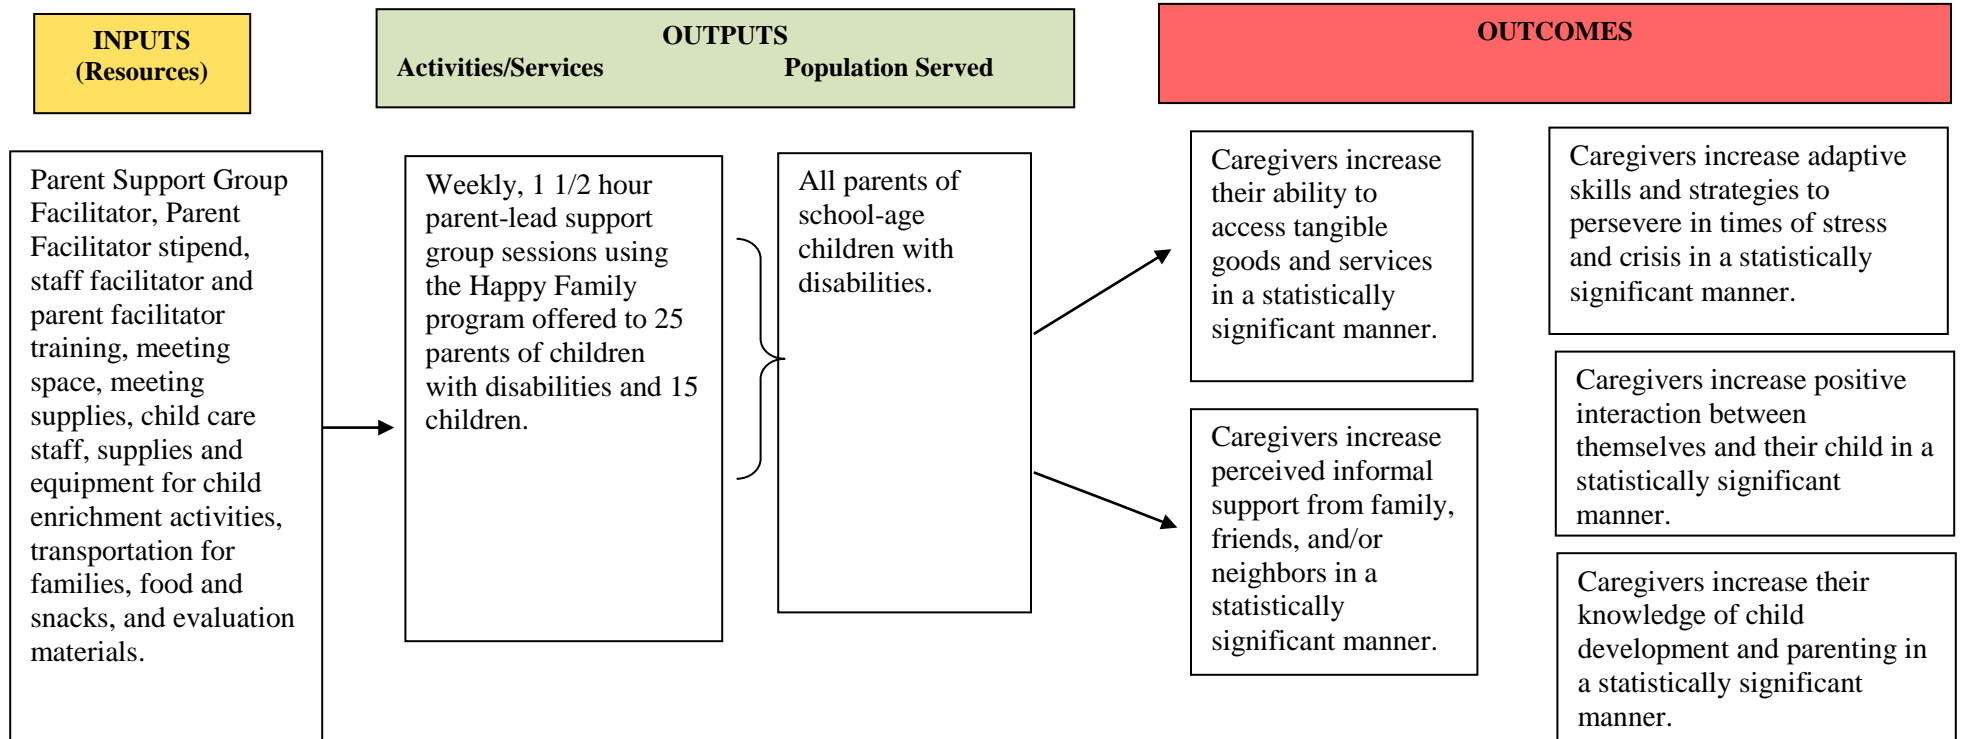 INPUTS
(Resources)
OUTPUTS
Activities/Services Population Served
OUTCOMES
Parent Support Group
Facilitator, Parent
Facilitator stipend,
staff facilitator and
parent facilitator
training, meeting
space, meeting
supplies, child care
staff, supplies and
equipment for child
enrichment activities,
transportation for
families, food and
snacks, and evaluation
materials.
Weekly, 1 1/2 hour
parent-lead support
group sessions using
the Happy Family
program offered to 25
parents of children
with disabilities and 15
children.
All parents of
school-age
children with
disabilities.
Caregivers increase
their ability to
access tangible
goods and services
in a statistically
significant manner.
Caregivers increase
perceived informal
support from family,
friends, and/or
neighbors in a
statistically
significant manner.
Caregivers increase adaptive
skills and strategies to
persevere in times of stress
and crisis in a statistically
significant manner.
Caregivers increase positive
interaction between
themselves and their child in a
statistically significant
manner.
Caregivers increase their
knowledge of child
development and parenting in
a statistically significant
manner.